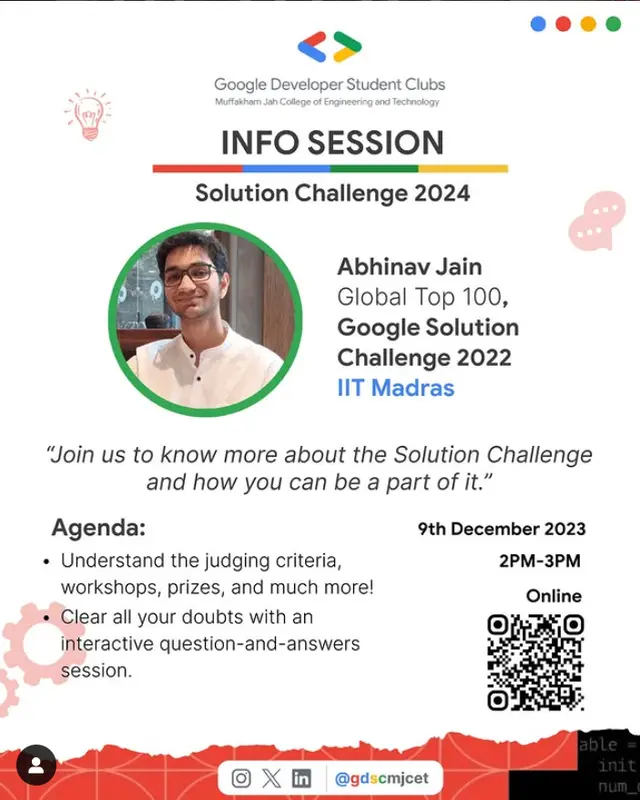 Google Developer Student Clubs
Muffakham Jah College of Engineering and Technology
INFO SESSION
Solution Challenge 2024
Abhinav Jain
Global Top 100,
Google Solution
Challenge 2022
IIT Madras
“Join us to know more about the Solution Challenge
and how you can be a part of it.”
Agenda:
• Understand the judging criteria,
workshops, prizes, and much more!
• Clear all your doubts with an
interactive question-and-answers
session.
9th December 2023
2PM-3PM
Online
able =
init
num_
@gdscmjcet